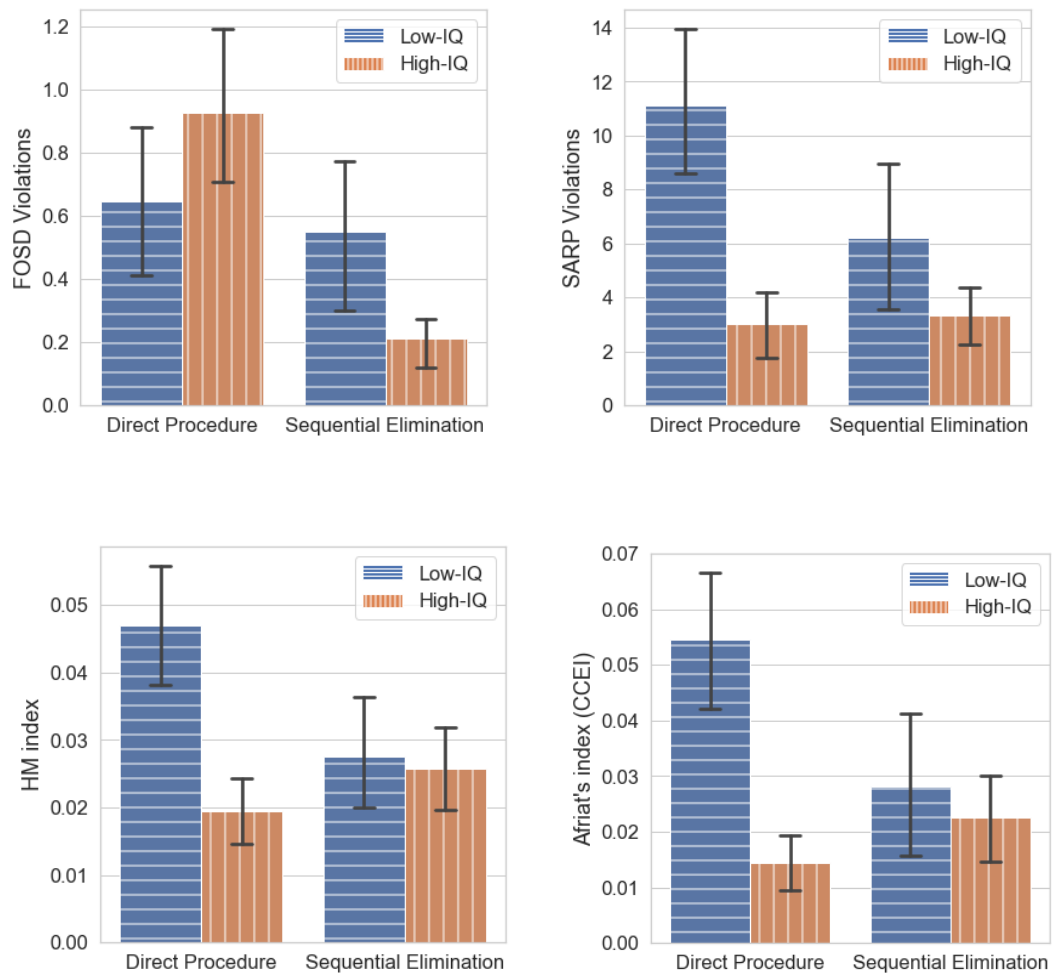 1.2
1.0
0.8
0.6
0.4
0.2
0.0
FOSD Violations
Low-IQ
High-IQ
Direct Procedure
Sequential Elimination
14
12
10
8
6
4
2
0
SARP Violations
Low-IQ
High-IQ
Direct Procedure
Sequential Elimination
0.05
0.04
0.03
0.02
0.01
0.00
HM index
Low-IQ
High-IQ
Direct Procedure
Sequential Elimination
0.07
0.06
0.05
0.04
0.03
0.02
0.01
0.00
Afriat's index (CCEI)
Low-IQ
High-IQ
Direct Procedure
Sequential Elimination